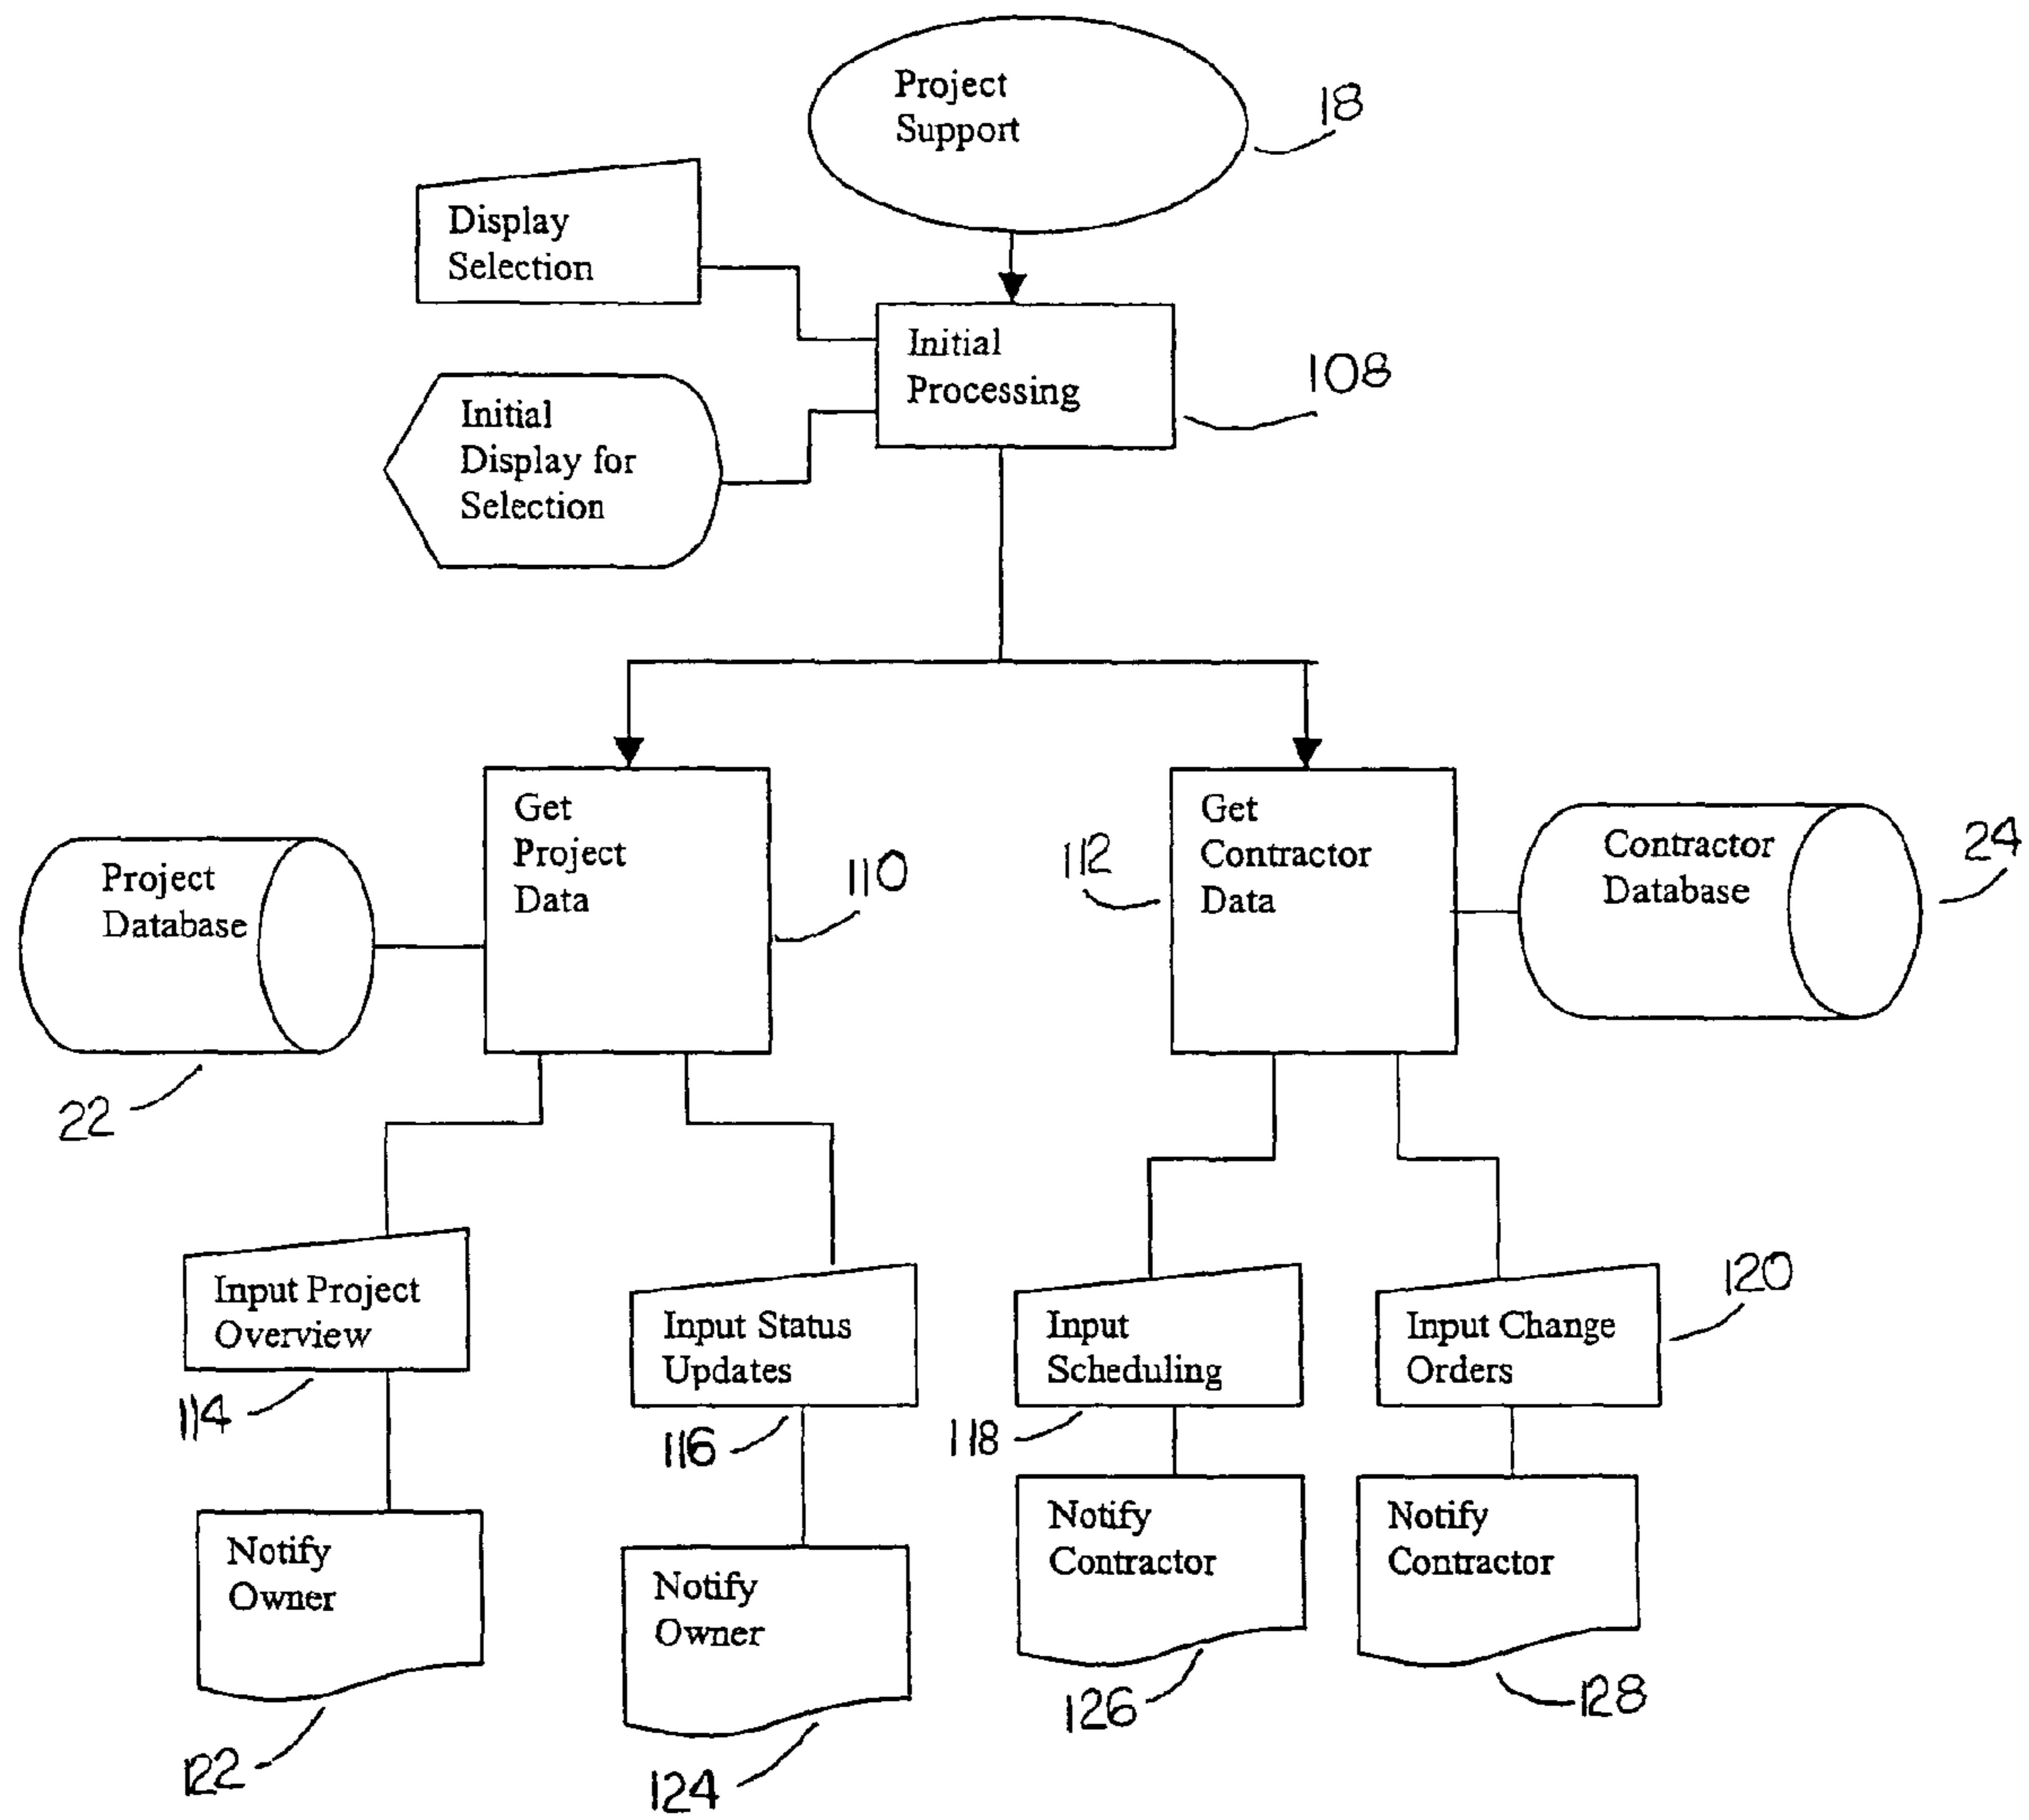 Project
Support
18
Display
Selection
Initial
Processing
108
Initial
Display for
Selection
Get
Project
Data
110
Project
Database
22
Get
Contractor
Data
112
Contractor
Database
24
Input Project
Overview
114
Input Status
Updates
116
Input
Scheduling
118
Input Change
Orders
120
Notify
Owner
122
Notify
Owner
124
Notify
Contractor
126
Notify
Contractor
128